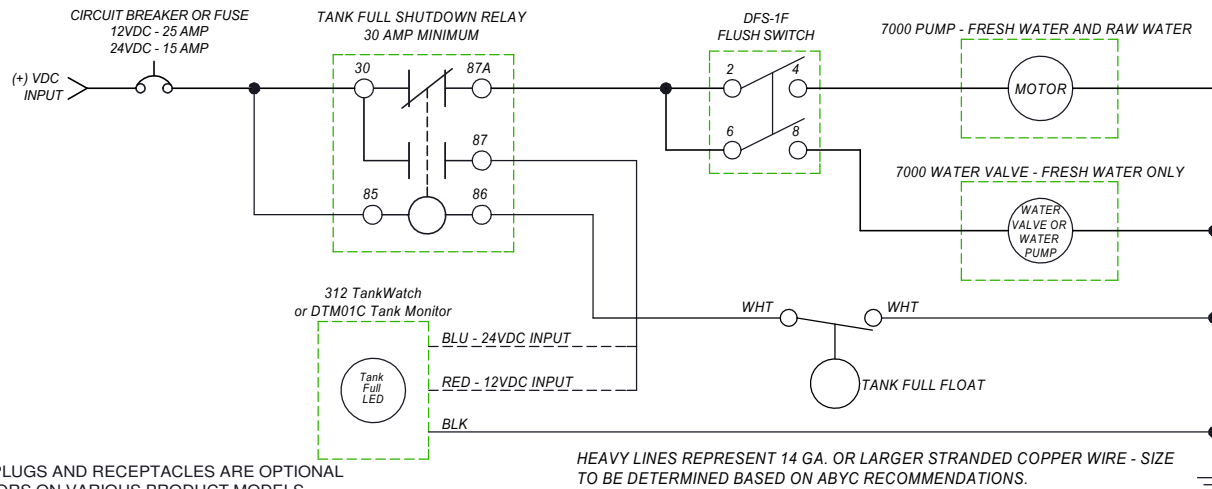 CIRCUIT BREAKER OR FUSE
12VDC - 25 AMP
24VDC - 15 AMP
TANK FULL SHUTDOWN RELAY
30 AMP MINIMUM
DFS-1F
FLUSH SWITCH
7000 PUMP - FRESH WATER AND RAW WATER
(+) VDC
INPUT
30
87A
2
4
MOTOR
87
6
8
7000 WATER VALVE - FRESH WATER ONLY
85
86
WATER
VALVE OR
WATER
PUMP
312 TankWatch
or DTM01C Tank Monitor
WHT
WHT
BLU - 24VDC INPUT
Tank
Full
LED
RED - 12VDC INPUT
TANK FULL FLOAT
BLK
HEAVY LINES REPRESENT 14 GA. OR LARGER STRANDED COPPER WIRE - SIZE
TO BE DETERMINED BASED ON ABYC RECOMMENDATIONS.
PLUGS AND RECEPTACLES ARE OPTIONAL
ORS ON VARIOUS PRODUCT MODELS